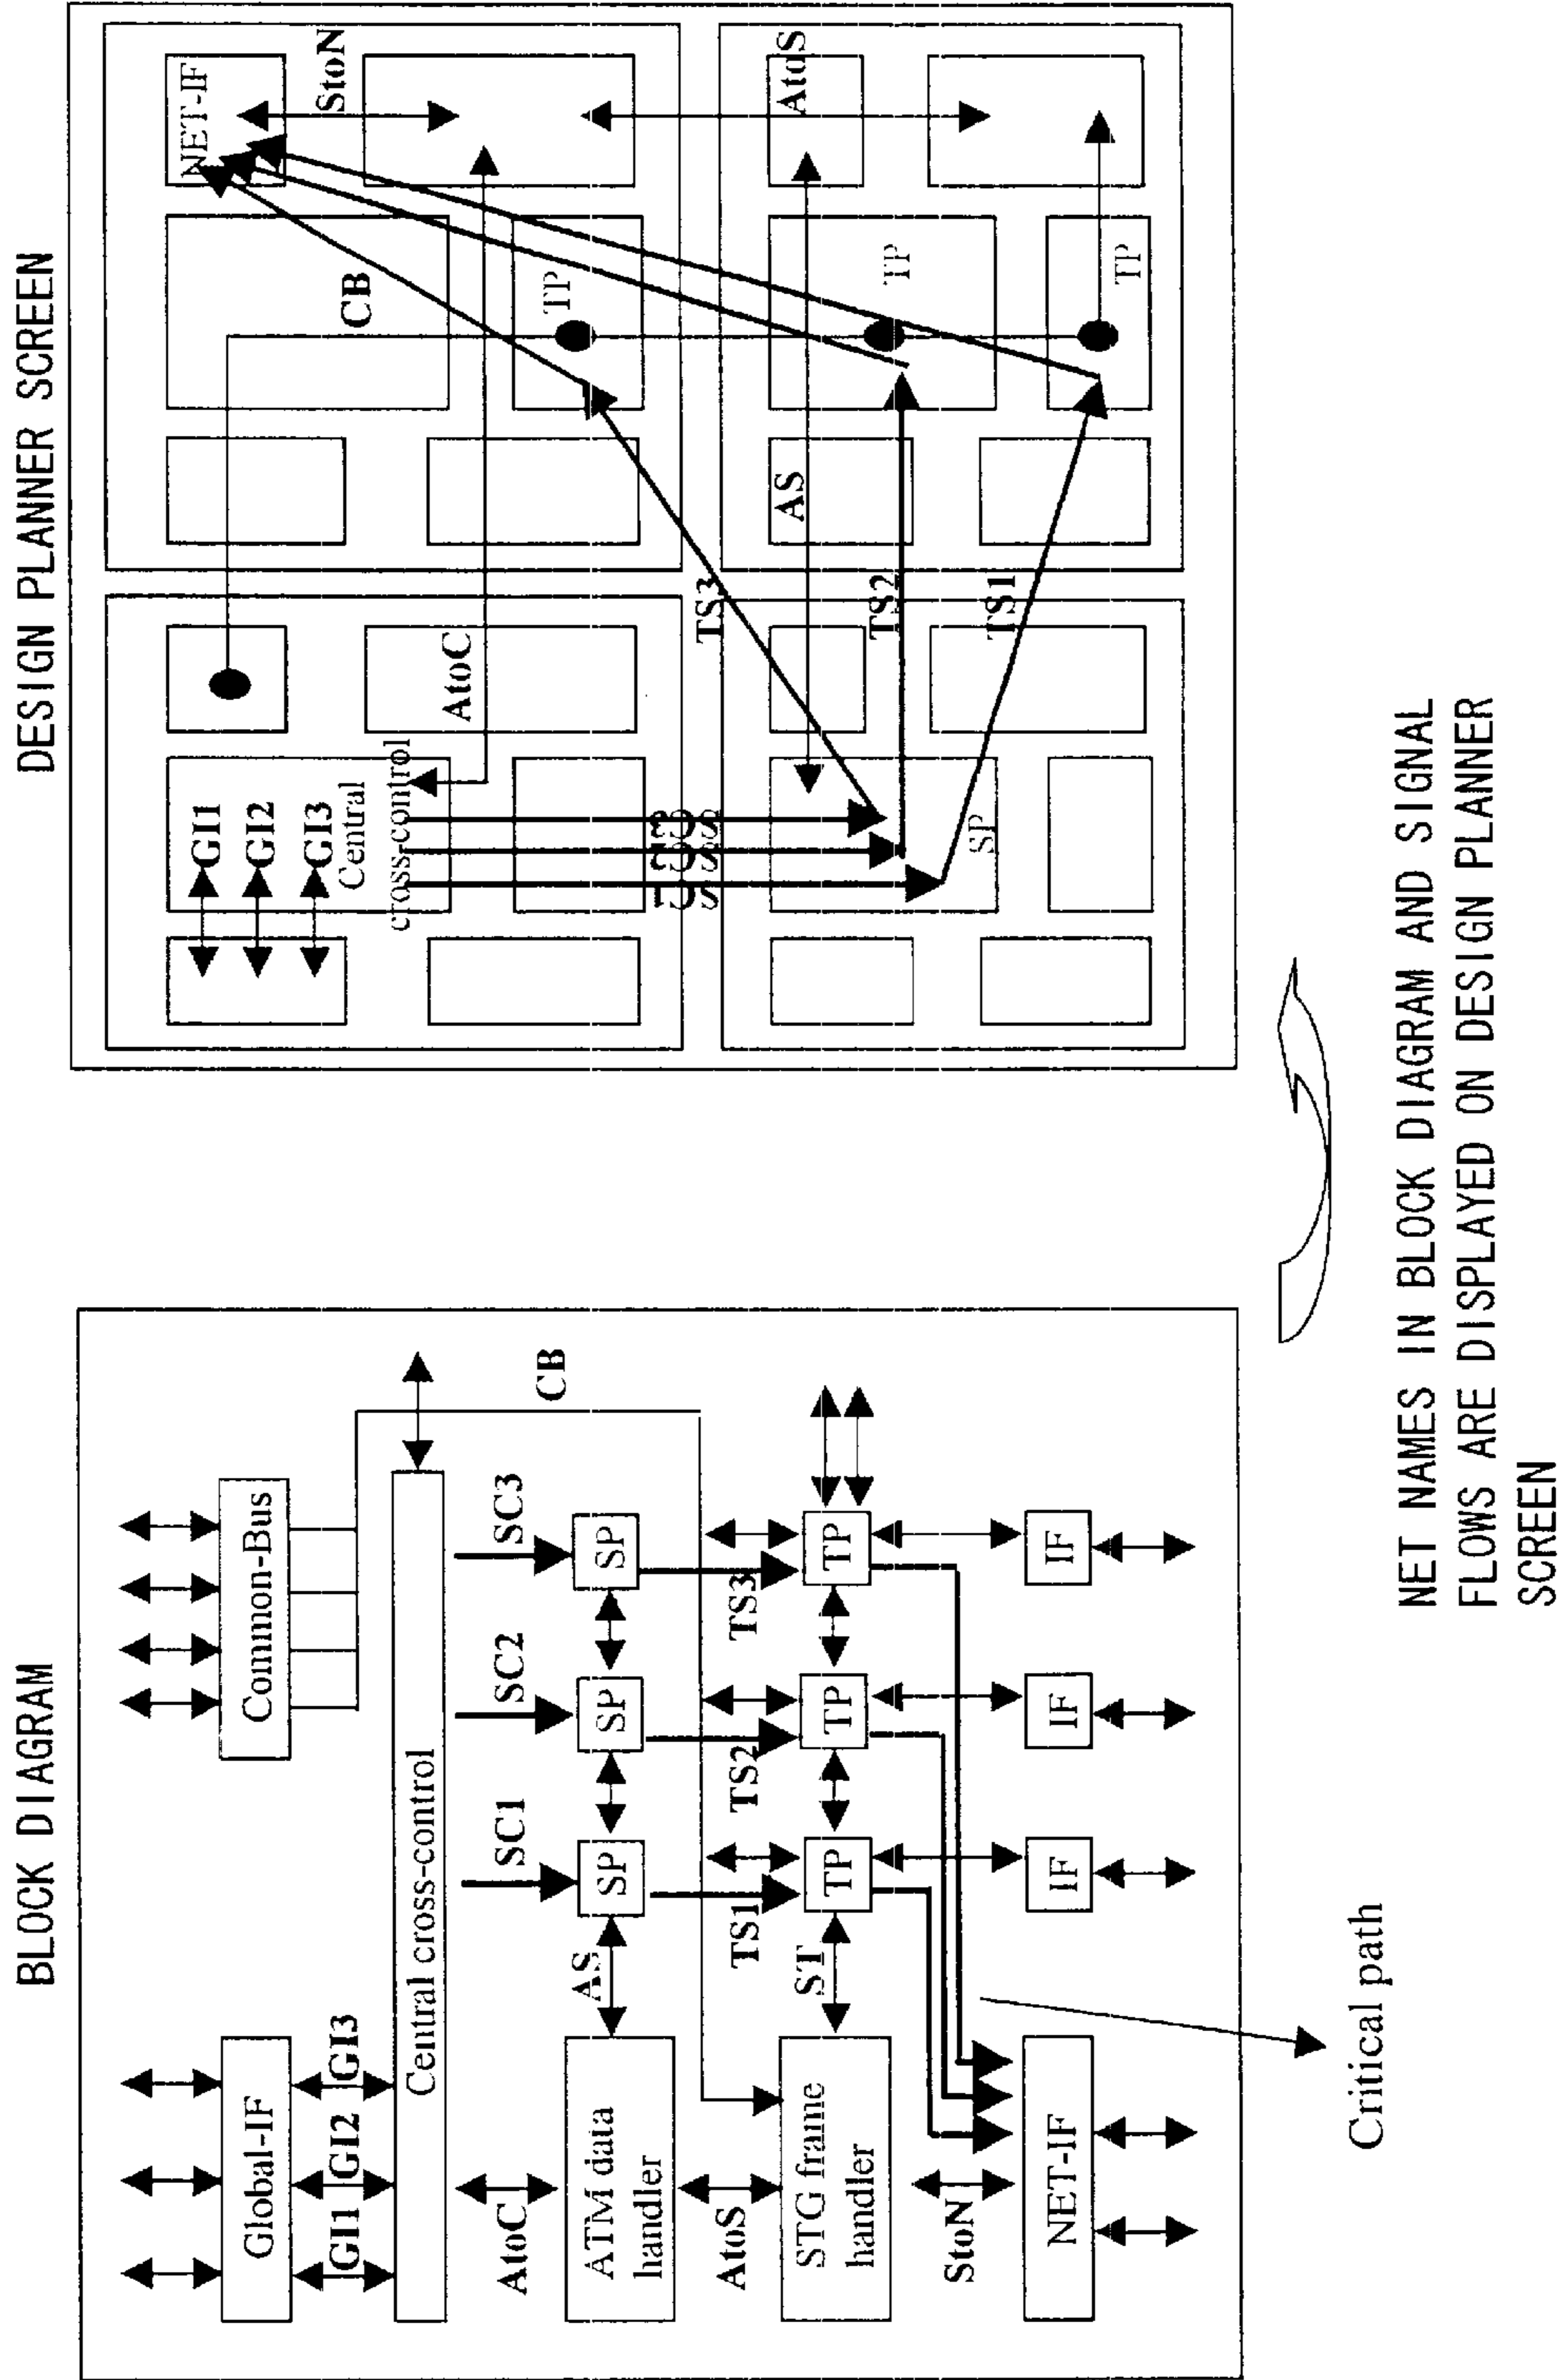 BLOCK DIAGRAM
Global-IF
Common-Bus
GI1
GI2
GI3
Central cross-control
CB
AtoC
SC1
SC2
SC3
ATM data
handler
AS
SP
SP
SP
AtoS
TS1
TS2
TS3
STG frame
handler
ST
TP
TP
TP
StoN
NET-IF
IF
IF
IF
Critical path
DESIGN PLANNER SCREEN
GI1
GI2
GI3
Central
cross-control
AtoC
CB
NET-IF
StoN
TP
SC1
SC2
SC3
TS3
AS
AtoS
TS2
TP
SP
TS1
TP
NET NAMES IN BLOCK DIAGRAM AND SIGNAL
FLOWS ARE DISPLAYED ON DESIGN PLANNER
SCREEN